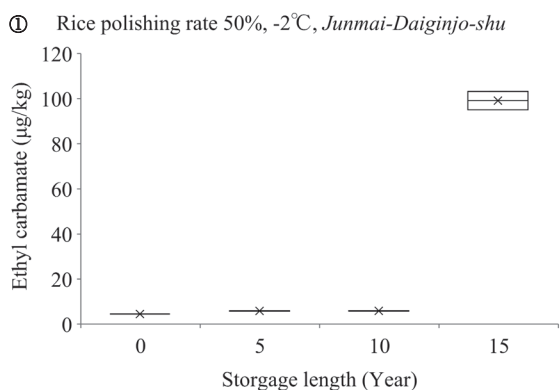 ① Rice polishing rate 50%, -2℃, Junmai-Daiginjo-shu
Ethyl carbamate (μg/kg)
120
100
80
60
40
20
0
0 5 10 15
Storgage length (Year)